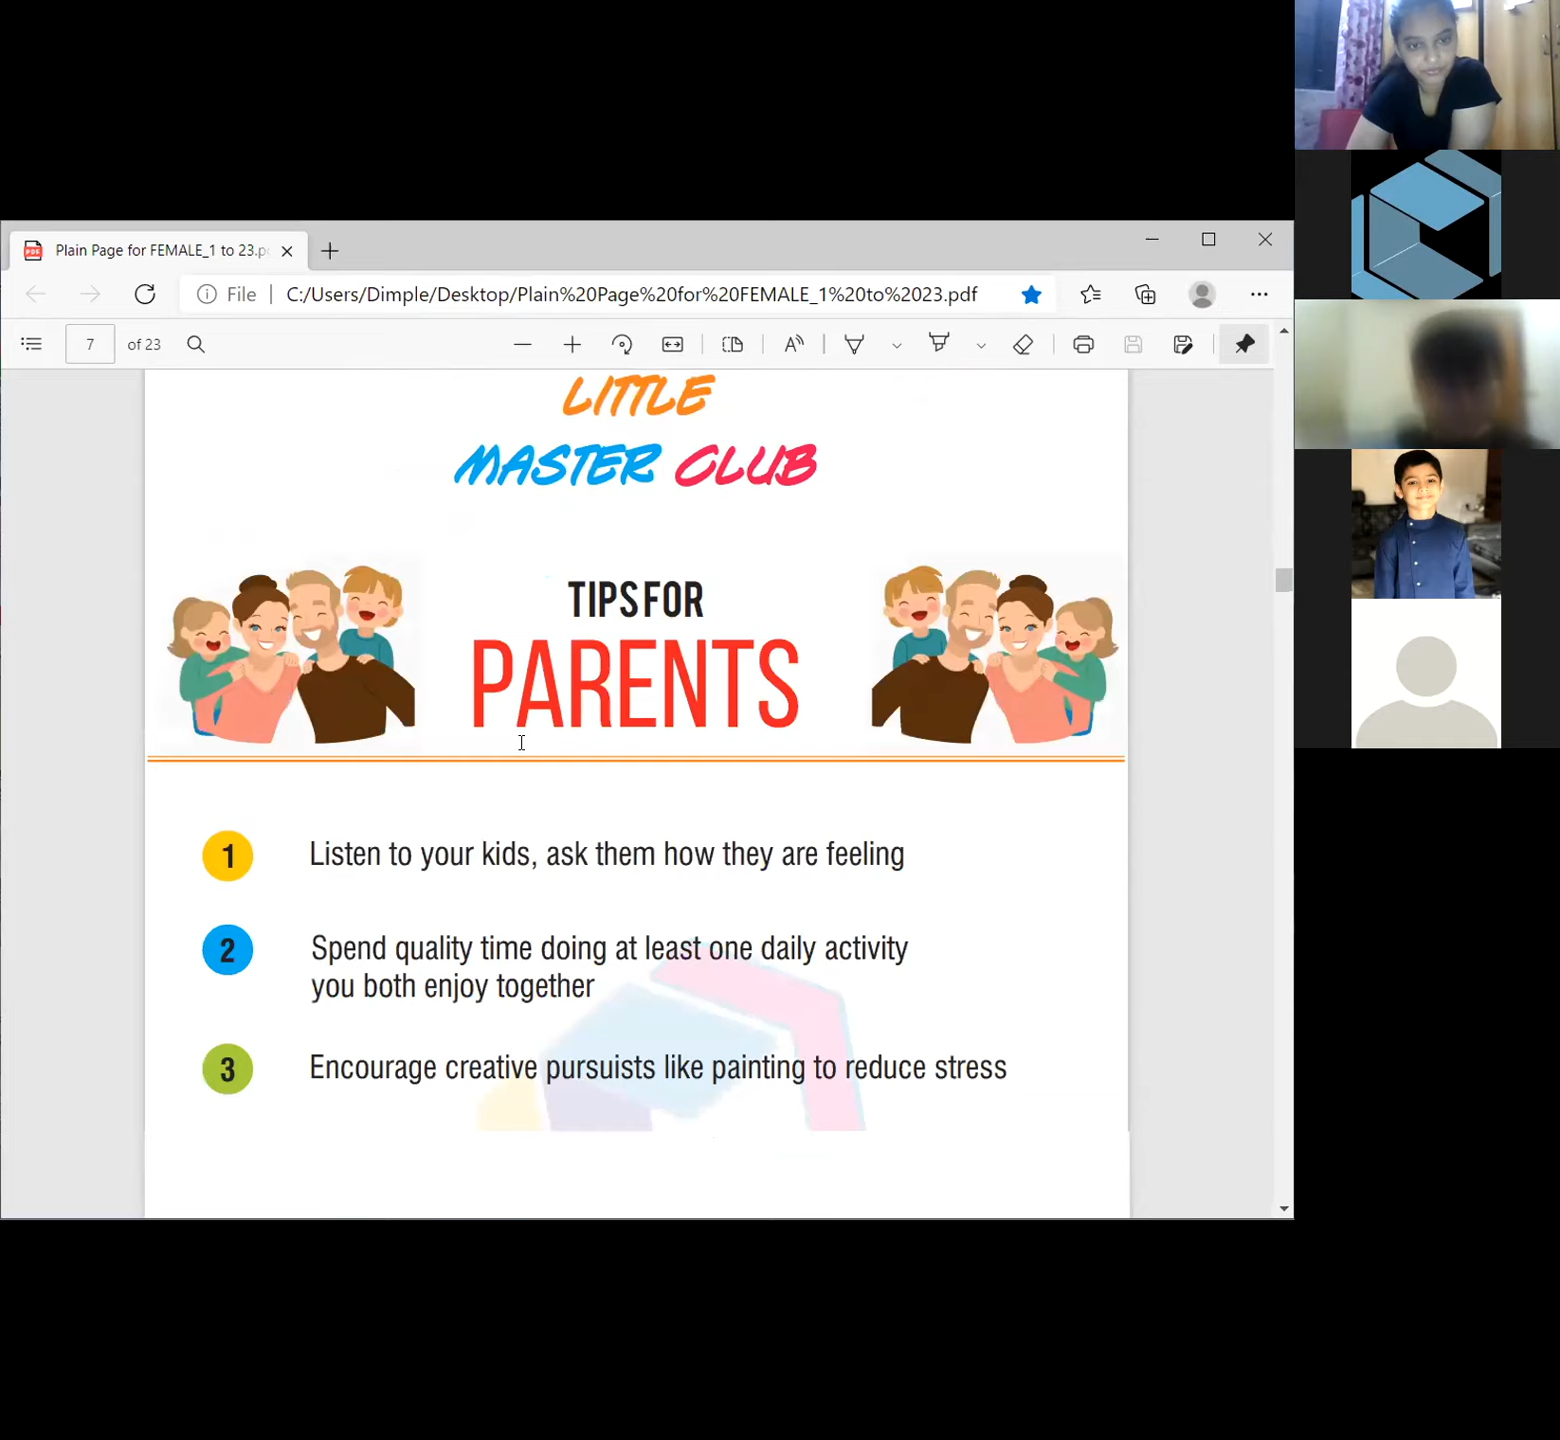 Plain Page for FEMALE_1 to 23.p
File
C:/Users/Dimple/Desktop/Plain%20Page%20for%20FEMALE_1%20to%2023.pdf
7 of 23
LITTLE
MASTER CLUB
TIPS FOR
PARENTS
1 Listen to your kids, ask them how they are feeling
2 Spend quality time doing at least one daily activity
you both enjoy together
3 Encourage creative pursuists like painting to reduce stress